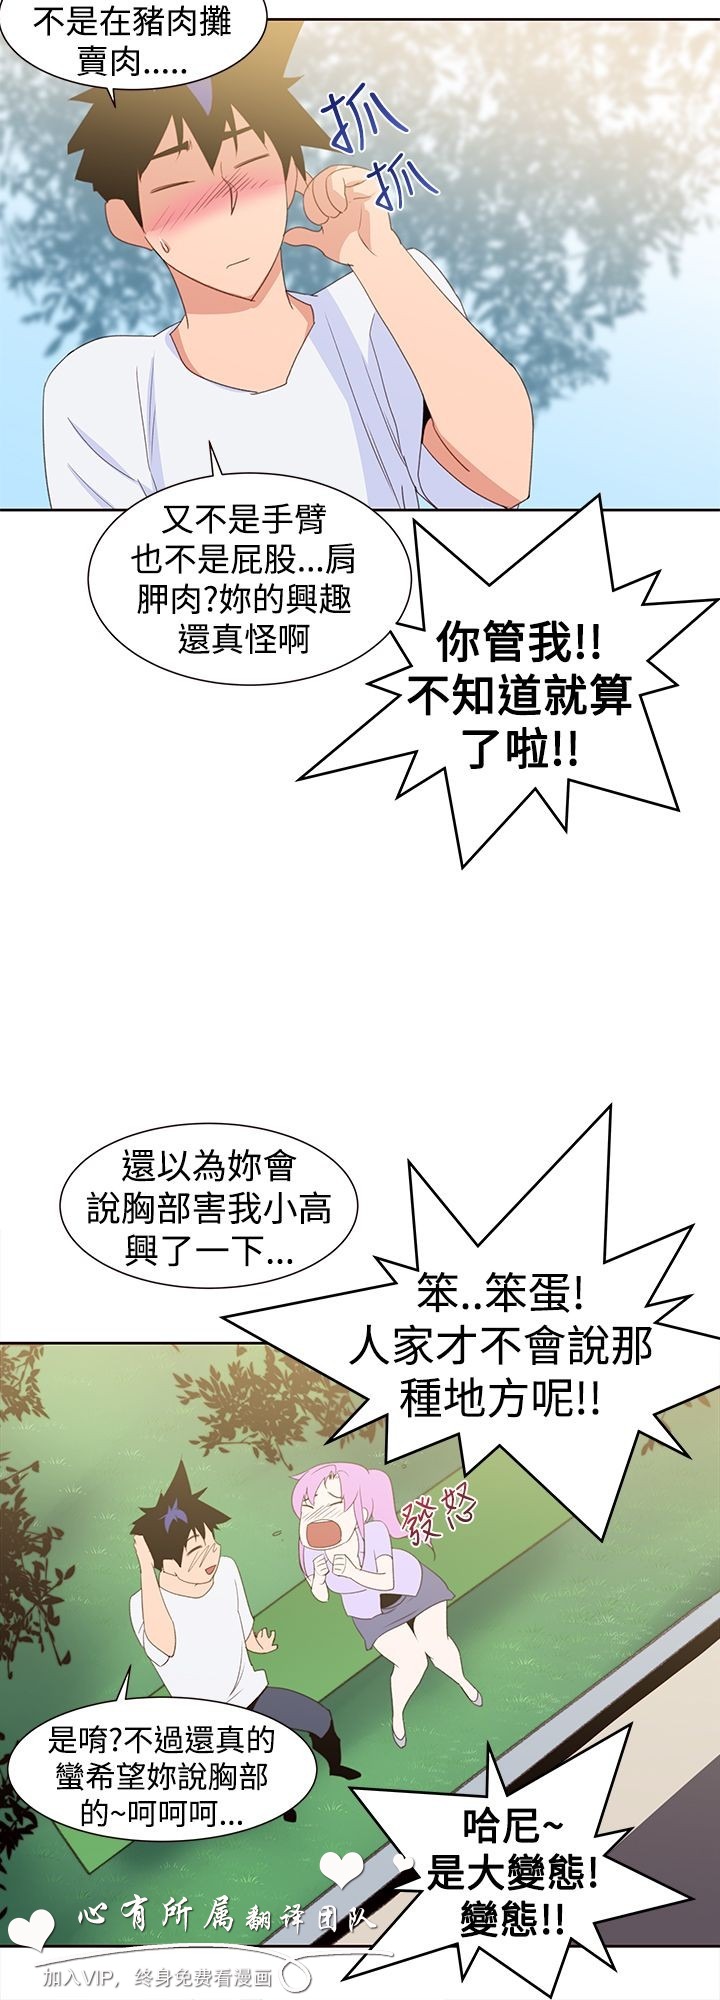 不是在豬肉攤
賣肉.....
抓
抓
又不是手臂
也不是屁股...肩
胛肉?妳的興趣
還真怪啊
你管我!!
不知道就算
了啦!!
還以為妳會
說胸部害我小高
興了一下...
笨..笨蛋!
人家才不會說那
種地方呢!!
發怒
是唷?不過還真的
蠻希望妳說胸部
的~呵呵呵...
哈尼~
是大變態!
變態!!
心有所属翻译团队
加入VIP，终身免费看漫画